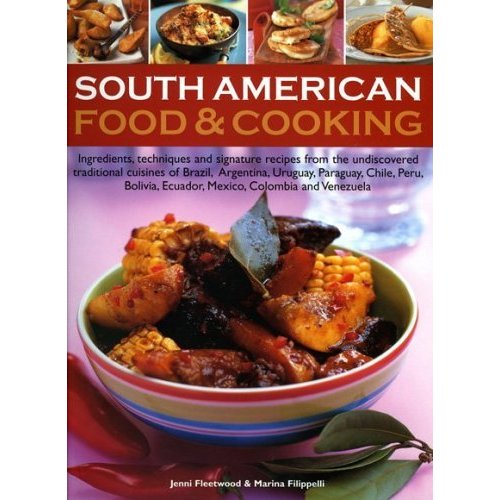 SOUTH AMERICAN
FOOD & COOKING
Ingredients, techniques and signature recipes from the undiscovered
traditional cuisines of Brazil, Argentina, Uruguay, Paraguay, Chile, Peru,
Bolivia, Ecuador, Mexico, Colombia and Venezuela
Jenni Fleetwood & Marina Filippelli